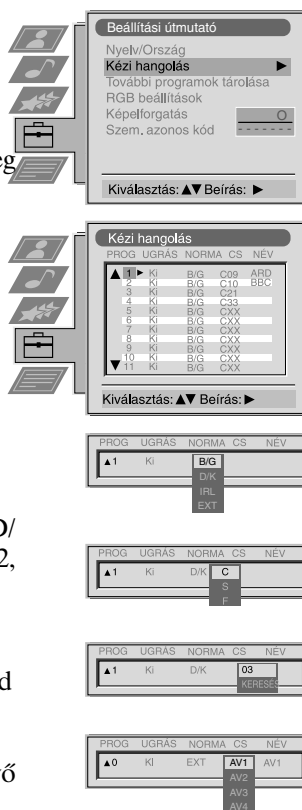 Beállítási útmutató
Nyelv/Ország
Kézi hangolás ▶
További programok tárolása
RGB beállítások
Képelforgatás O
Szem. azonos kód - - - - - -
eg
Kiválasztás: ▲▼ Beírás: ▶
Kézi hangolás
PROG UGRÁS NORMA CS NÉV
▲ 1 ▶ Ki B/G C09 ARD
2 Ki B/G C10 BBC
3 Ki B/G C21
4 Ki B/G C33
5 Ki B/G CXX
6 Ki B/G CXX
7 Ki B/G CXX
8 Ki B/G CXX
9 Ki B/G CXX
10 Ki B/G CXX
▼ 11 Ki B/G CXX
Kiválasztás: ▲▼ Beírás: ▶
PROG UGRÁS NORMA CS NÉV
▲1 Ki B/G
D/K
IRL
EXT
D/
2,
PROG UGRÁS NORMA CS NÉV
▲1 Ki D/K C
S
F
PROG UGRÁS NORMA CS NÉV
▲1 Ki D/K 03
KERESÉS
d
PROG UGRÁS NORMA CS NÉV
▲0 KI EXT AV1 AV1
AV2
AV3
AV4
ő